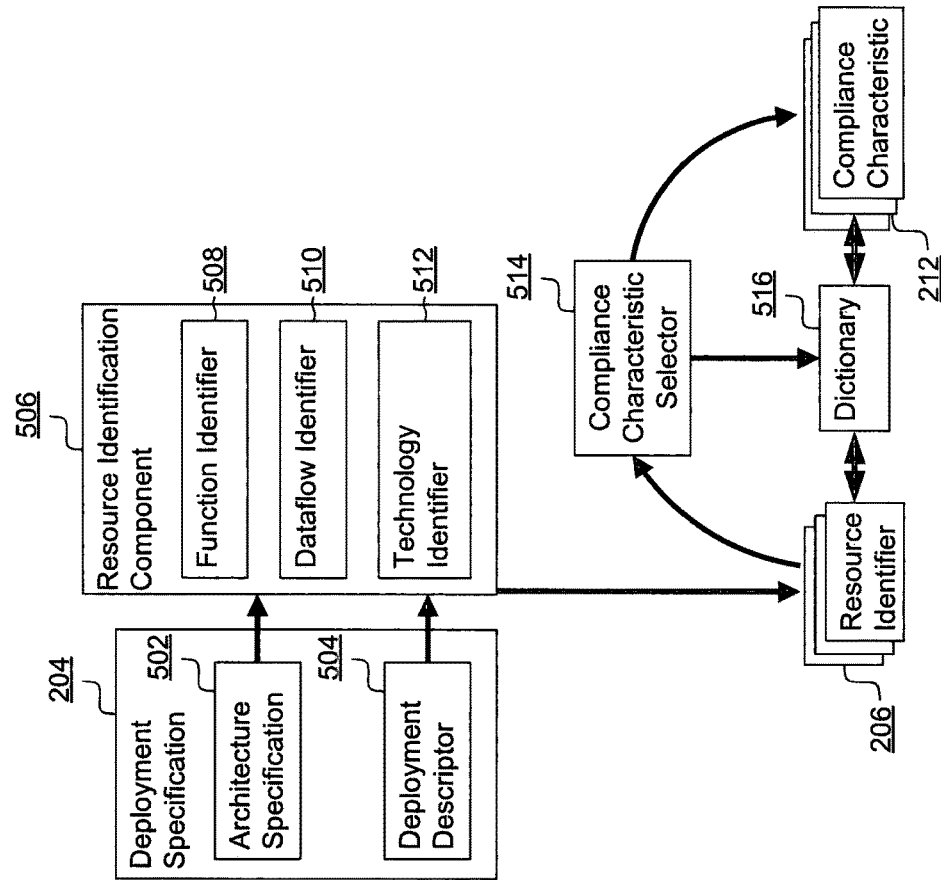 204
Deployment
Specification
502
Architecture
Specification
504
Deployment
Descriptor
506
Resource Identification
Component
508
Function Identifier
510
Dataflow Identifier
512
Technology
Identifier
514
Compliance
Characteristic
Selector
206
Resource
Identifier
516
Dictionary
212
Compliance
Characteristic